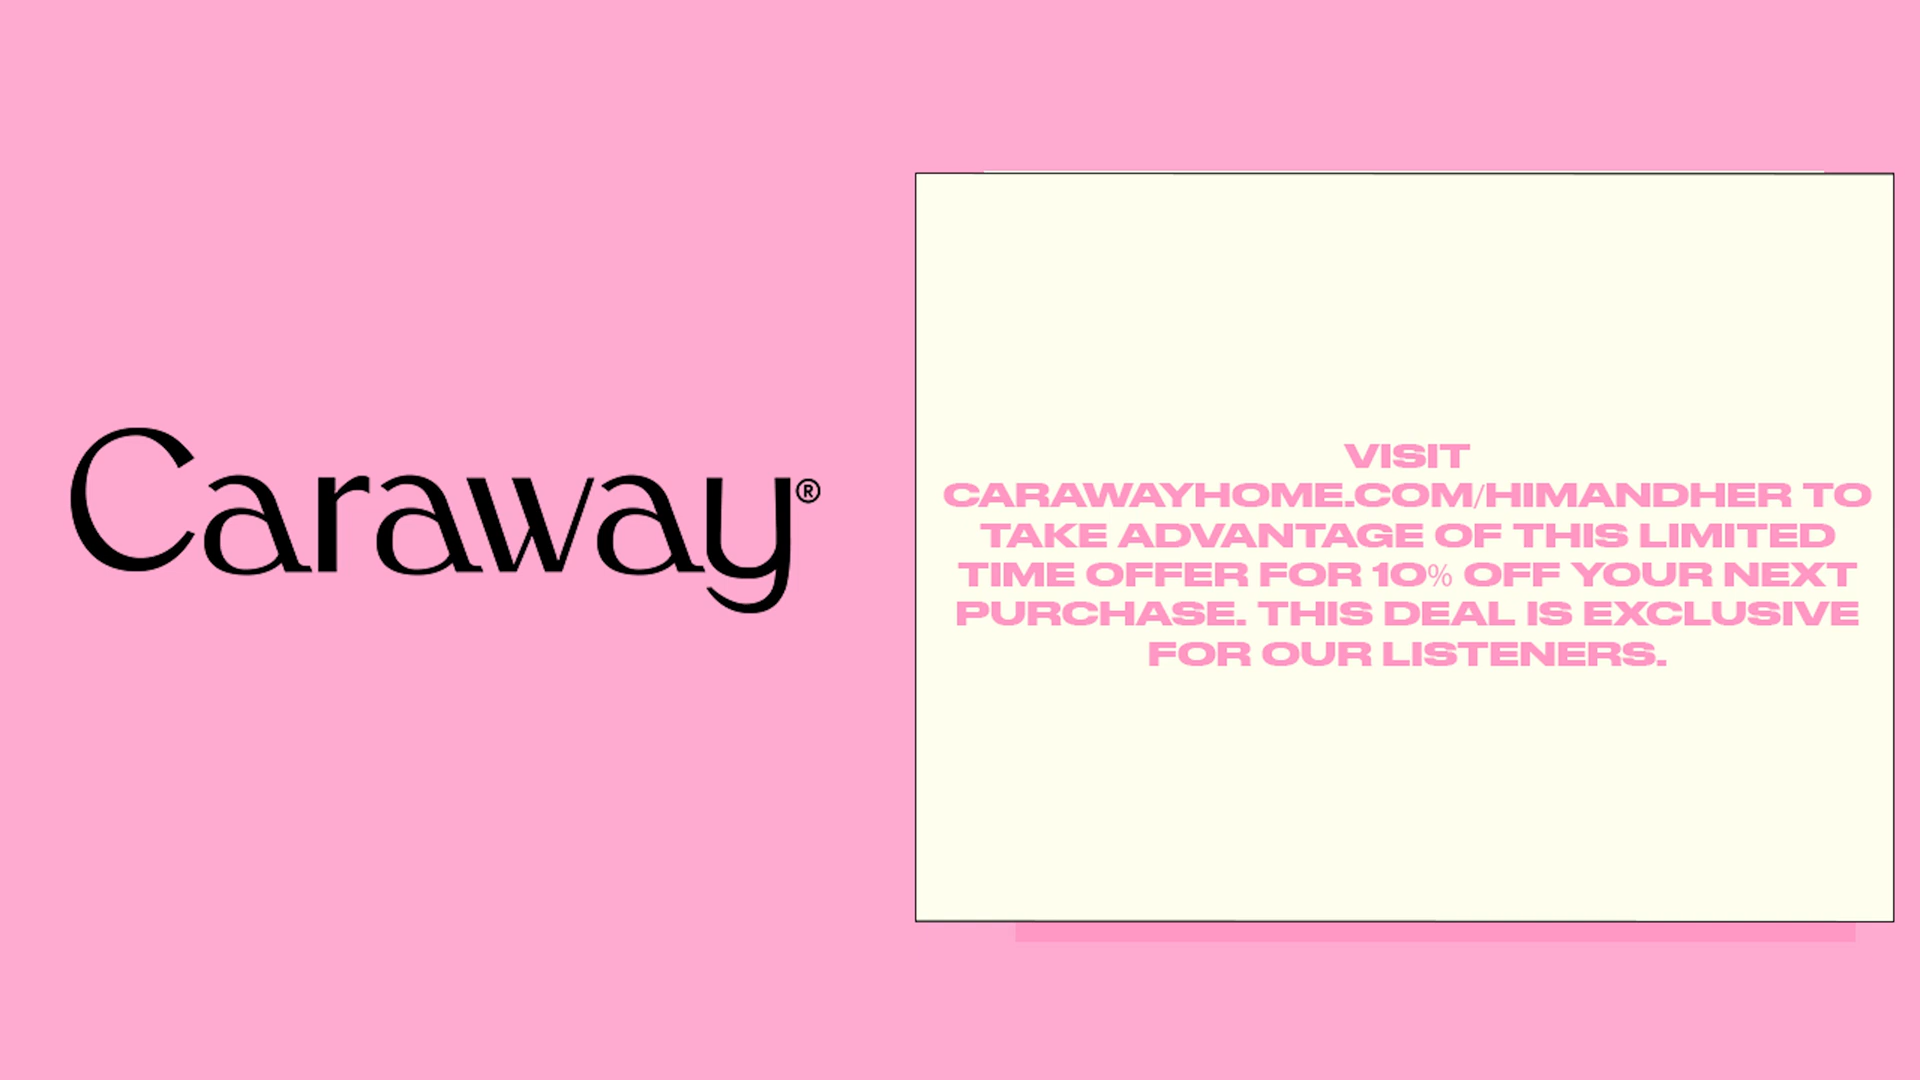 Caraway®
VISIT
CARAWAYHOME.COM/HIMANDHER TO
TAKE ADVANTAGE OF THIS LIMITED
TIME OFFER FOR 10% OFF YOUR NEXT
PURCHASE. THIS DEAL IS EXCLUSIVE
FOR OUR LISTENERS.